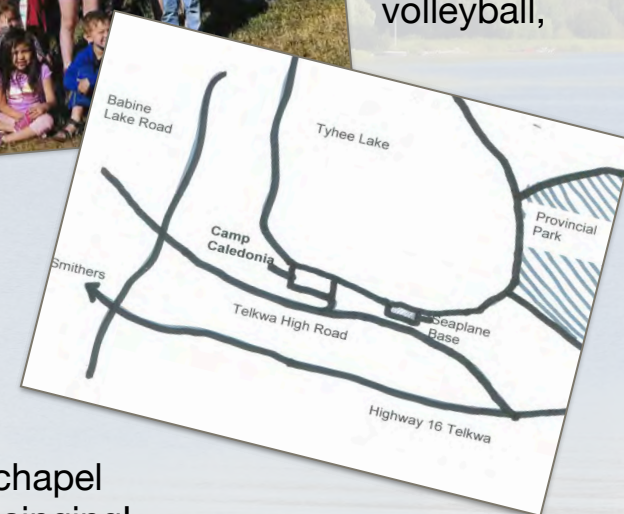 volleyball,
Babine
Lake Road
Tyhee Lake
Provincial
Park
Camp
Caledonia
Smithers
Telkwa High Road
Seaplane
Base
Highway 16 Telkwa
chapel
singing!